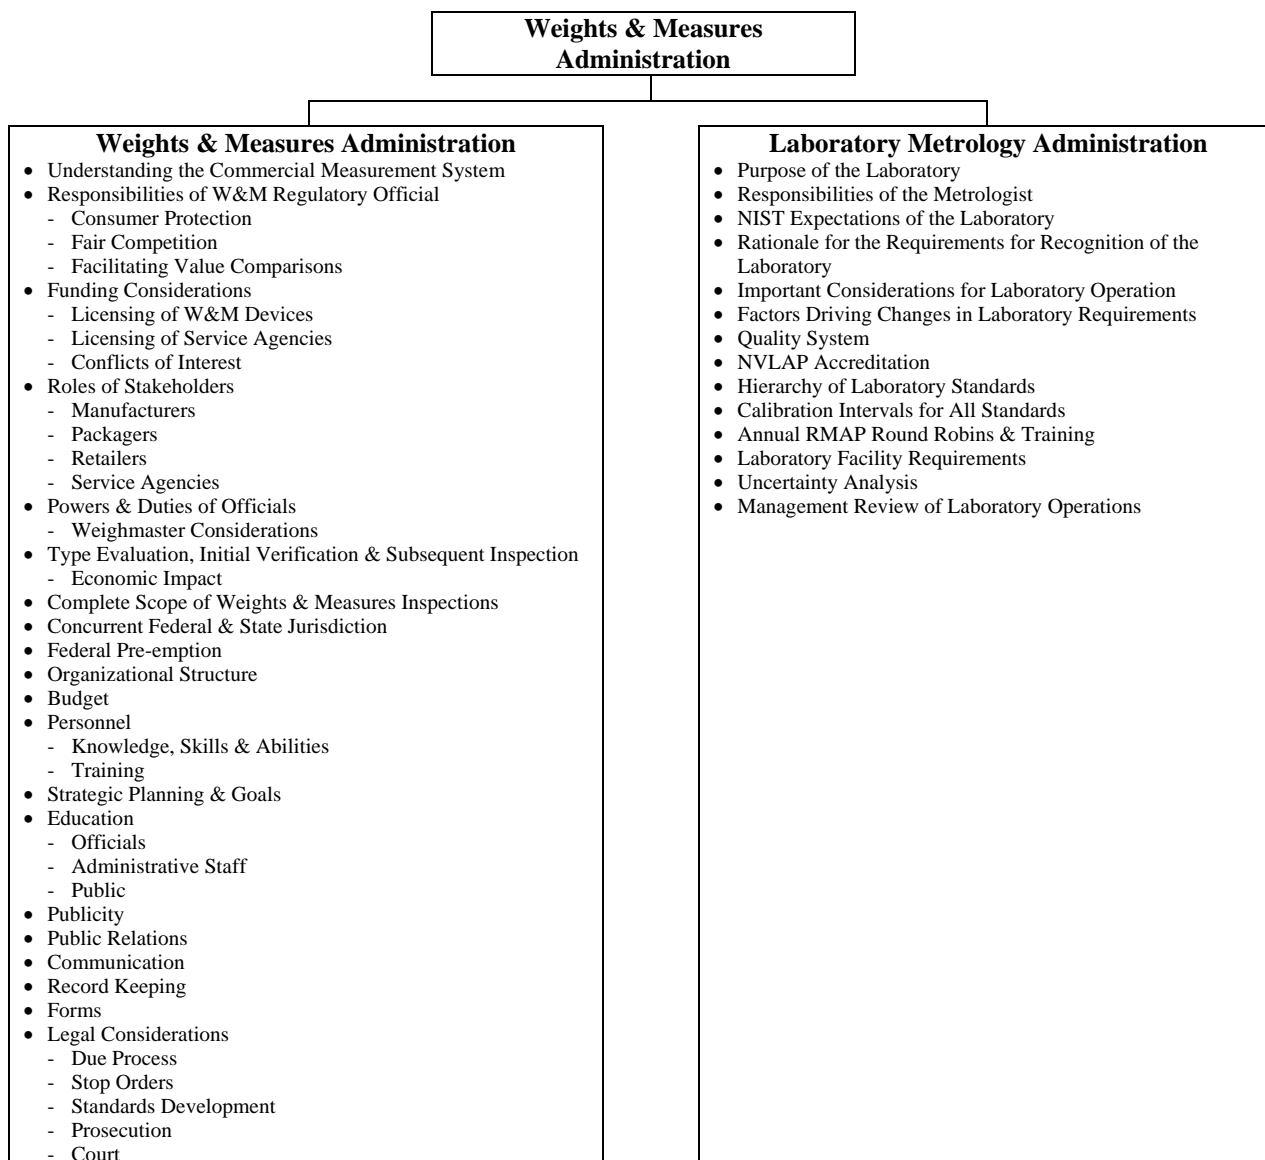 Weights & Measures
Administration
Weights & Measures Administration
• Understanding the Commercial Measurement System
• Responsibilities of W&M Regulatory Official
- Consumer Protection
- Fair Competition
- Facilitating Value Comparisons
• Funding Considerations
- Licensing of W&M Devices
- Licensing of Service Agencies
- Conflicts of Interest
• Roles of Stakeholders
- Manufacturers
- Packagers
- Retailers
- Service Agencies
• Powers & Duties of Officials
- Weighmaster Considerations
• Type Evaluation, Initial Verification & Subsequent Inspection
- Economic Impact
• Complete Scope of Weights & Measures Inspections
• Concurrent Federal & State Jurisdiction
• Federal Pre-emption
• Organizational Structure
• Budget
• Personnel
- Knowledge, Skills & Abilities
- Training
• Strategic Planning & Goals
• Education
- Officials
- Administrative Staff
- Public
• Publicity
• Public Relations
• Communication
• Record Keeping
• Forms
• Legal Considerations
- Due Process
- Stop Orders
- Standards Development
- Prosecution
- Court
Laboratory Metrology Administration
• Purpose of the Laboratory
• Responsibilities of the Metrologist
• NIST Expectations of the Laboratory
• Rationale for the Requirements for Recognition of the
Laboratory
• Important Considerations for Laboratory Operation
• Factors Driving Changes in Laboratory Requirements
• Quality System
• NVLAP Accreditation
• Hierarchy of Laboratory Standards
• Calibration Intervals for All Standards
• Annual RMAP Round Robins & Training
• Laboratory Facility Requirements
• Uncertainty Analysis
• Management Review of Laboratory Operations